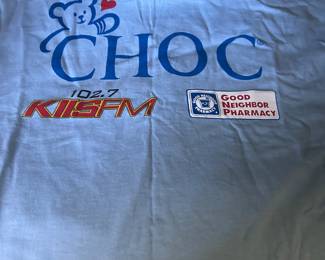 CHOC
102.7
KIISFM
GOOD
NEIGHBOR
PHARMACY